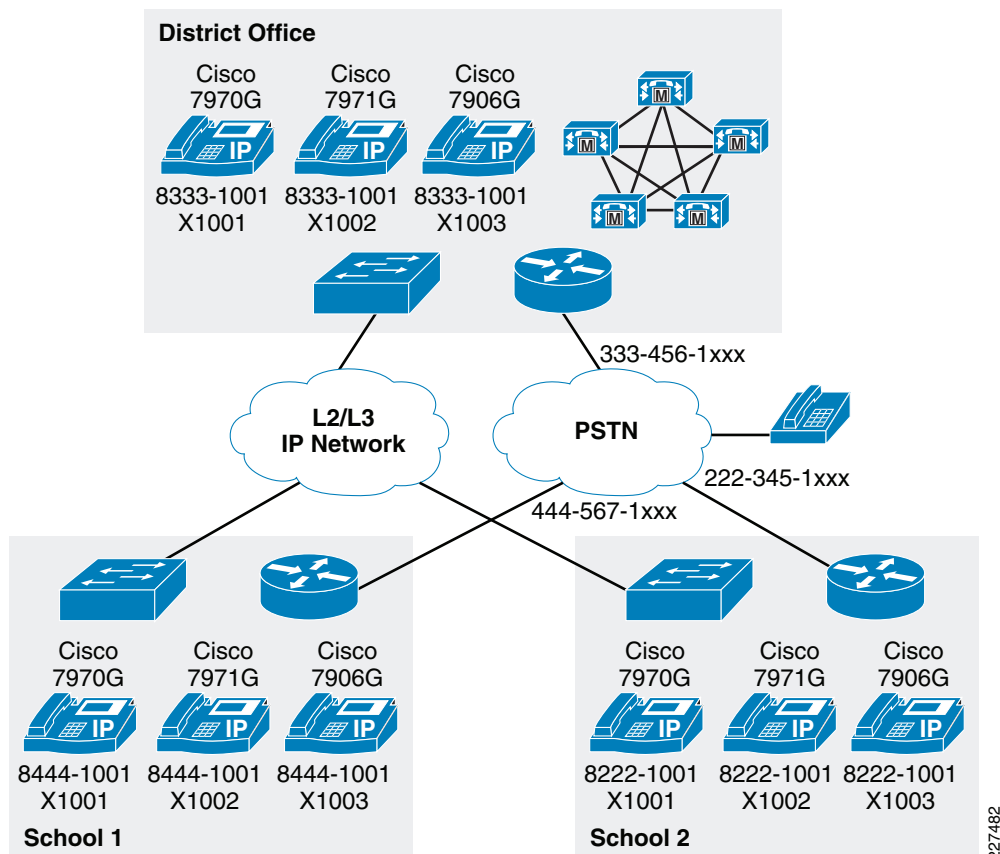 District Office
Cisco 7970G
Cisco 7971G
Cisco 7906G
IP
IP
IP
M
M
M
M
M
8333-1001
X1001
8333-1001
X1002
8333-1001
X1003
333-456-1xxx
L2/L3
IP Network
PSTN
222-345-1xxx
444-567-1xxx
Cisco 7970G
Cisco 7971G
Cisco 7906G
IP
IP
IP
8444-1001
X1001
8444-1001
X1002
8444-1001
X1003
School 1
Cisco 7970G
Cisco 7971G
Cisco 7906G
IP
IP
IP
8222-1001
X1001
8222-1001
X1002
8222-1001
X1003
School 2
227482